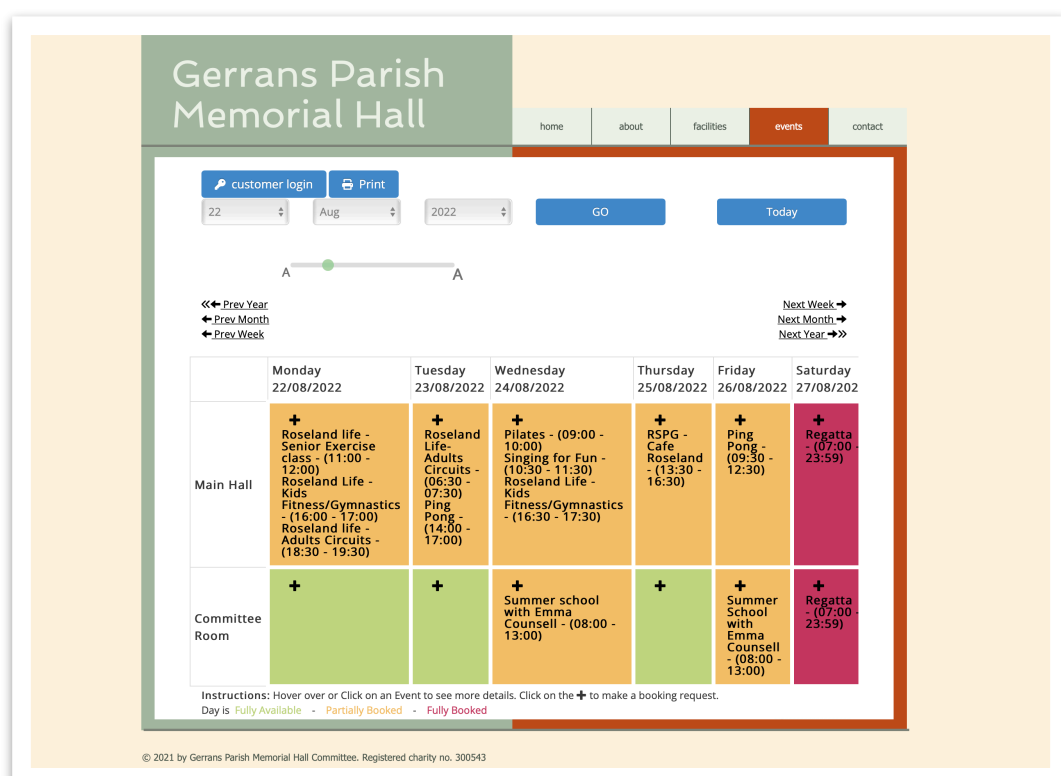 Gerrans Parish
Memorial Hall
home about facilities events contact
customer login Print
22 Aug 2022 GO Today
A A
Prev Year Next Week
Prev Month Next Month
Prev Week Next Year
Monday Tuesday Wednesday Thursday Friday Saturday
22/08/2022 23/08/2022 24/08/2022 25/08/2022 26/08/2022 27/08/202
Main Hall
Roseland life -
Senior Exercise
class - (11:00 -
12:00)
Roseland Life -
Kids
Fitness/Gymnastics
- (16:00 - 17:00)
Roseland life -
Adults Circuits -
(18:30 - 19:30)
Roseland
Life-
Adults
Circuits -
(06:30 -
07:30)
Ping
Pong -
(14:00 -
17:00)
Pilates - (09:00 -
10:00)
Singing for Fun -
(10:30 - 11:30)
Roseland Life -
Kids
Fitness/Gymnastics
- (16:30 - 17:30)
RSPG -
Cafe
Roseland
- (13:30 -
16:30)
Ping
Pong -
(09:30 -
12:30)
Regatta
- (07:00 -
23:59)
Committee
Room
Summer school
with Emma
Counsell - (08:00 -
13:00)
Summer
School
with
Emma
Counsell
- (08:00 -
13:00)
Regatta
- (07:00 -
23:59)
Instructions: Hover over or Click on an Event to see more details. Click on the + to make a booking request.
Day is Fully Available - Partially Booked - Fully Booked
© 2021 by Gerrans Parish Memorial Hall Committee. Registered charity no. 300543